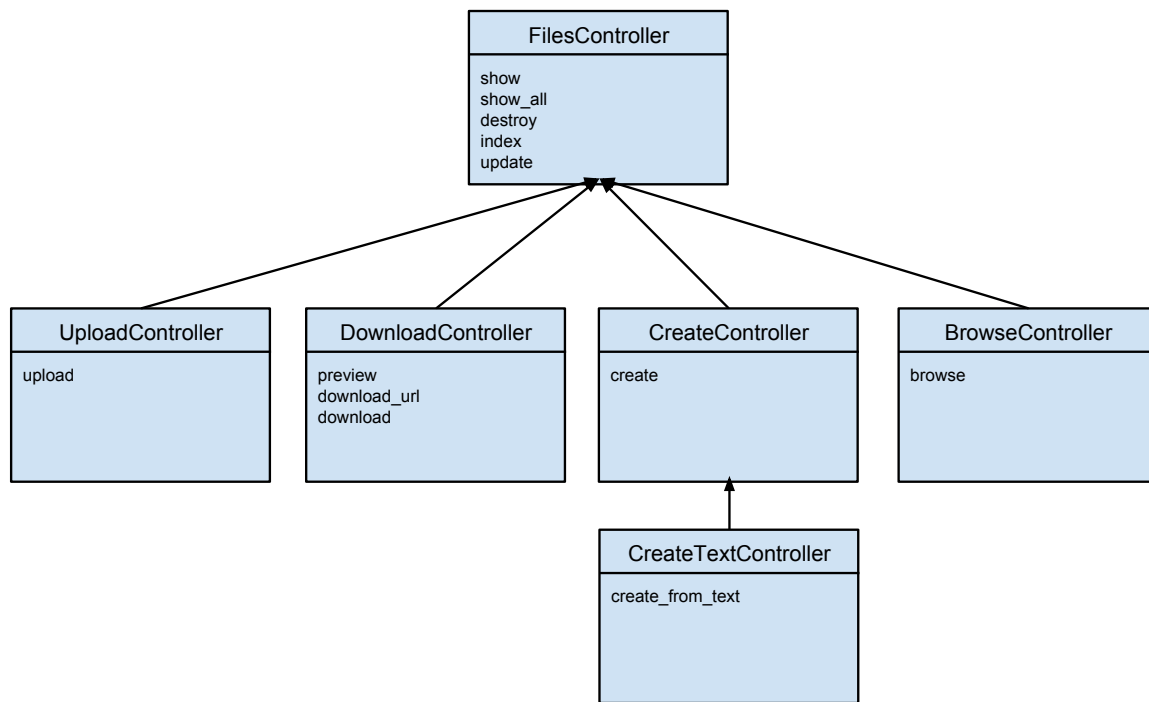 FilesController
show
show_all
destroy
index
update
UploadController
upload
DownloadController
preview
download_url
download
CreateController
create
BrowseController
browse
CreateTextController
create_from_text